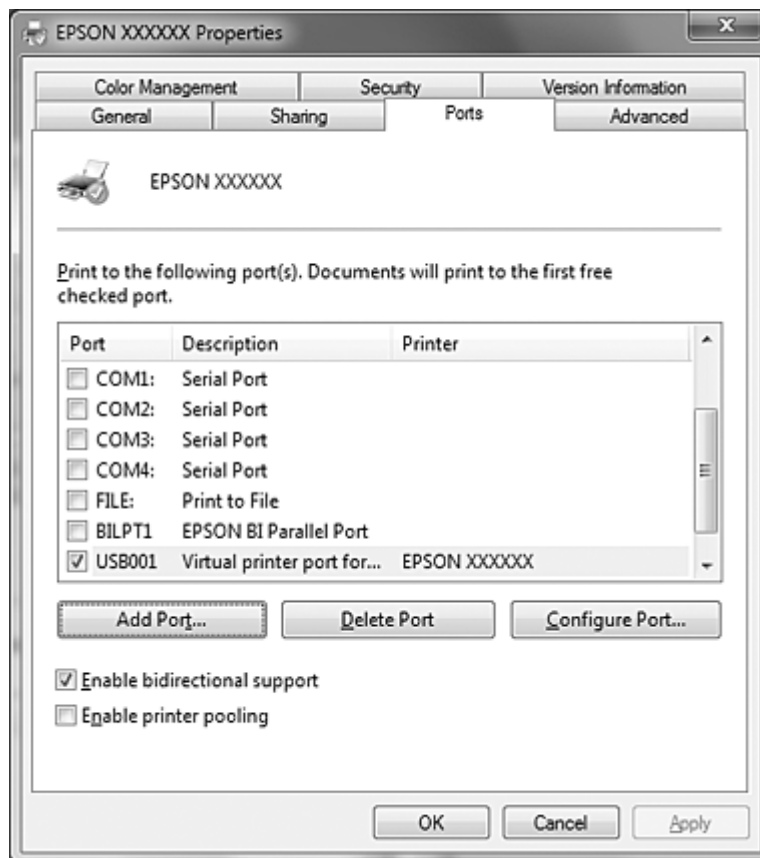 EPSON XXXXXX Properties
Color Management Security Version Information
General Sharing Ports Advanced
EPSON XXXXXX
Print to the following port(s). Documents will print to the first free
checked port.
Port Description Printer
COM1: Serial Port
COM2: Serial Port
COM3: Serial Port
COM4: Serial Port
FILE: Print to File
BILPT1 EPSON BI Parallel Port
USB001 Virtual printer port for... EPSON XXXXXX
Add Port... Delete Port Configure Port...
Enable bidirectional support
Enable printer pooling
OK Cancel Apply